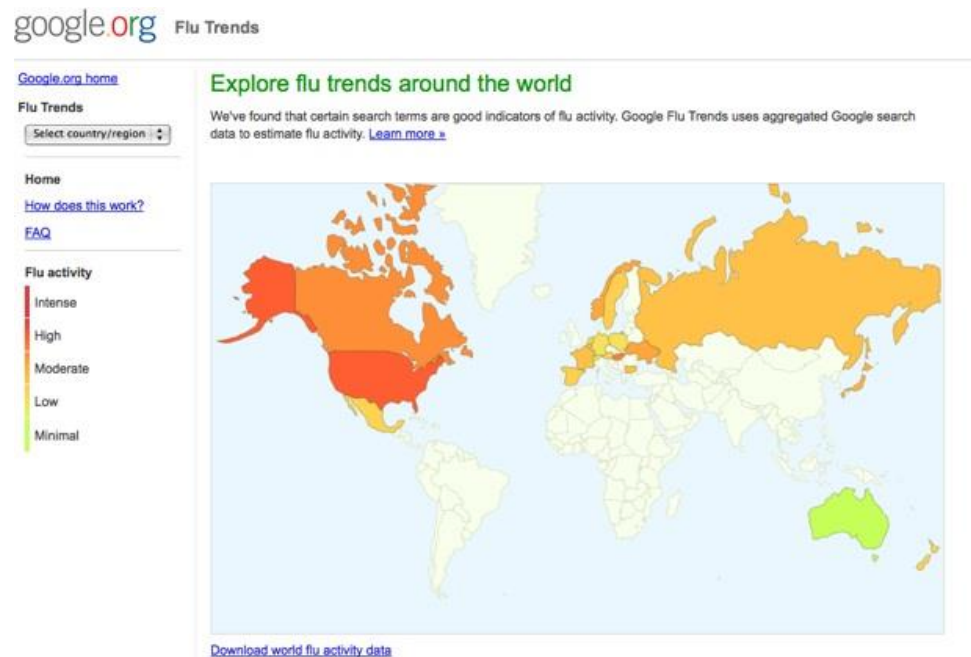 google.org Flu Trends
Google.org home
Flu Trends
Select country/region
Home
How does this work?
FAQ
Flu activity
Intense
High
Moderate
Low
Minimal
Explore flu trends around the world
We've found that certain search terms are good indicators of flu activity. Google Flu Trends uses aggregated Google search
data to estimate flu activity. Learn more »
Download world flu activity data